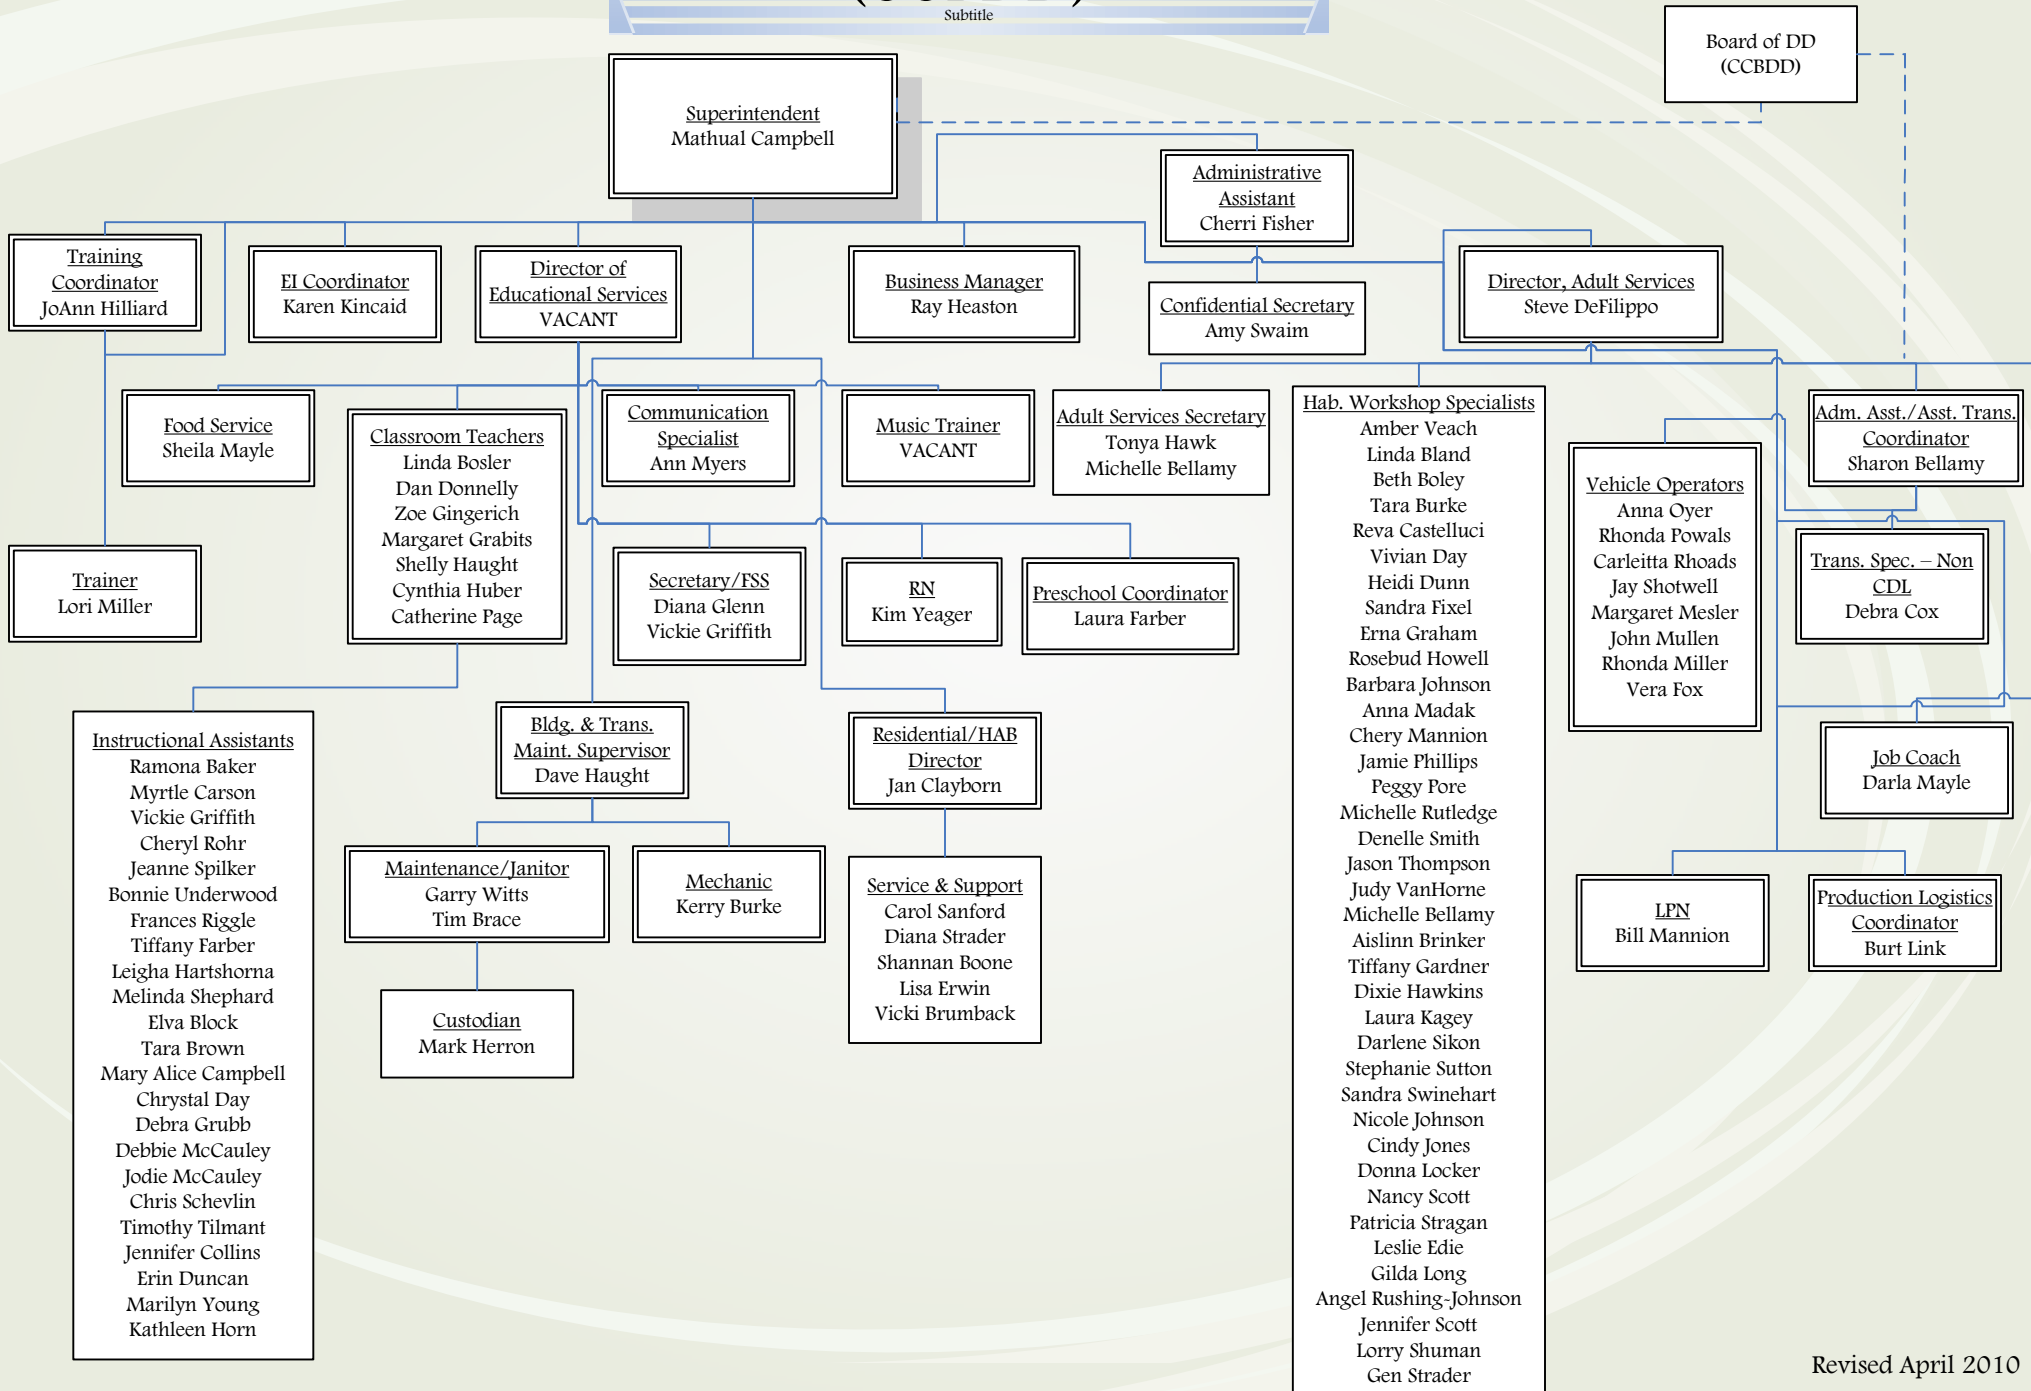 Subtitle
Board of DD
(CCBDD)
Superintendent
Mathual Campbell
Administrative
Assistant
Cherri Fisher
Training
Coordinator
JoAnn Hilliard
EI Coordinator
Karen Kincaid
Director of
Educational Services
VACANT
Business Manager
Ray Heaston
Confidential Secretary
Amy Swaim
Director, Adult Services
Steve DeFilippo
Food Service
Sheila Mayle
Classroom Teachers
Linda Bosler
Dan Donnelly
Zoe Gingerich
Margaret Grabits
Shelly Haught
Cynthia Huber
Catherine Page
Communication
Specialist
Ann Myers
Music Trainer
VACANT
Adult Services Secretary
Tonya Hawk
Michelle Bellamy
Hab. Workshop Specialists
Amber Veach
Linda Bland
Beth Boley
Tara Burke
Reva Castelluci
Vivian Day
Heidi Dunn
Sandra Fixel
Erna Graham
Rosebud Howell
Barbara Johnson
Anna Madak
Chery Mannion
Jamie Phillips
Peggy Pore
Michelle Rutledge
Denelle Smith
Jason Thompson
Judy VanHorne
Michelle Bellamy
Aislinn Brinker
Tiffany Gardner
Dixie Hawkins
Laura Kagey
Darlene Sikon
Stephanie Sutton
Sandra Swinehart
Nicole Johnson
Cindy Jones
Donna Locker
Nancy Scott
Patricia Stragan
Leslie Edie
Gilda Long
Angel Rushing-Johnson
Jennifer Scott
Lorry Shuman
Gen Strader
Vehicle Operators
Anna Oyer
Rhonda Powals
Carleitta Rhoads
Jay Shotwell
Margaret Mesler
John Mullen
Rhonda Miller
Vera Fox
Adm. Asst./Asst. Trans.
Coordinator
Sharon Bellamy
Trans. Spec. – Non
CDL
Debra Cox
Trainer
Lori Miller
Secretary/FSS
Diana Glenn
Vickie Griffith
RN
Kim Yeager
Preschool Coordinator
Laura Farber
Instructional Assistants
Ramona Baker
Myrtle Carson
Vickie Griffith
Cheryl Rohr
Jeanne Spilker
Bonnie Underwood
Frances Riggle
Tiffany Farber
Leigha Hartshorna
Melinda Shephard
Elva Block
Tara Brown
Mary Alice Campbell
Chrystal Day
Debra Grubb
Debbie McCauley
Jodie McCauley
Chris Schevlin
Timothy Tilmant
Jennifer Collins
Erin Duncan
Marilyn Young
Kathleen Horn
Bldg. & Trans.
Maint. Supervisor
Dave Haught
Residential/HAB
Director
Jan Clayborn
Job Coach
Darla Mayle
Maintenance/Janitor
Garry Witts
Tim Brace
Mechanic
Kerry Burke
Service & Support
Carol Sanford
Diana Strader
Shannan Boone
Lisa Erwin
Vicki Brumback
LPN
Bill Mannion
Production Logistics
Coordinator
Burt Link
Custodian
Mark Herron
Revised April 2010